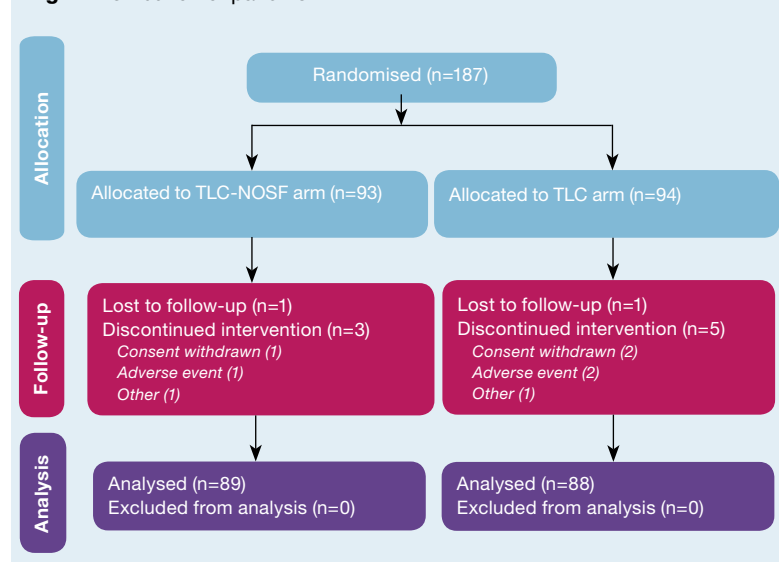 Allocation
Randomised (n=187)
Allocated to TLC-NOSF arm (n=93)
Allocated to TLC arm (n=94)
Follow-up
Lost to follow-up (n=1)
Discontinued intervention (n=3)
Consent withdrawn (1)
Adverse event (1)
Other (1)
Lost to follow-up (n=1)
Discontinued intervention (n=5)
Consent withdrawn (2)
Adverse event (2)
Other (1)
Analysis
Analysed (n=89)
Excluded from analysis (n=0)
Analysed (n=88)
Excluded from analysis (n=0)